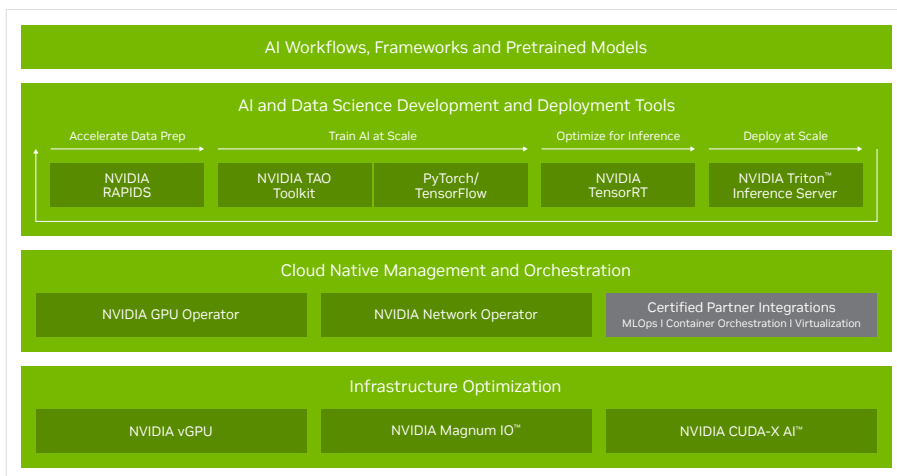 AI Workflows, Frameworks and Pretrained Models
AI and Data Science Development and Deployment Tools
Accelerate Data Prep
Train AI at Scale
Optimize for Inference
Deploy at Scale
NVIDIA
RAPIDS
NVIDIA TAO
Toolkit
PyTorch/
TensorFlow
NVIDIA
TensorRT
NVIDIA Triton™
Inference Server
Cloud Native Management and Orchestration
NVIDIA GPU Operator
NVIDIA Network Operator
Certified Partner Integrations
MLOps I Container Orchestration I Virtualization
Infrastructure Optimization
NVIDIA vGPU
NVIDIA Magnum IO™
NVIDIA CUDA-X AI™